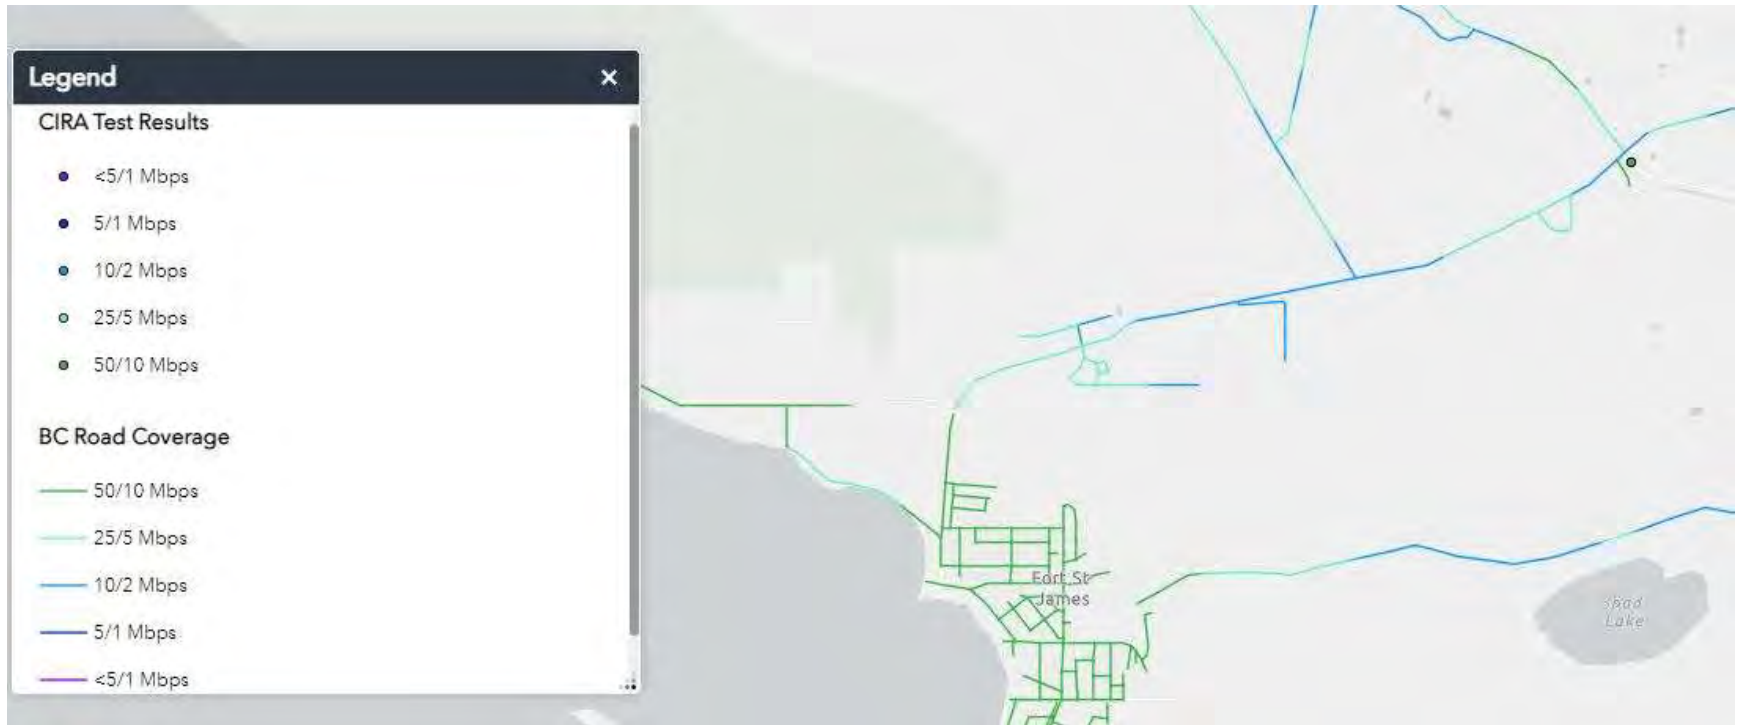 Legend ×
CIRA Test Results
<5/1 Mbps
5/1 Mbps
10/2 Mbps
25/5 Mbps
50/10 Mbps
BC Road Coverage
50/10 Mbps
25/5 Mbps
10/2 Mbps
5/1 Mbps
<5/1 Mbps
Fort St
James
Shad
Lake